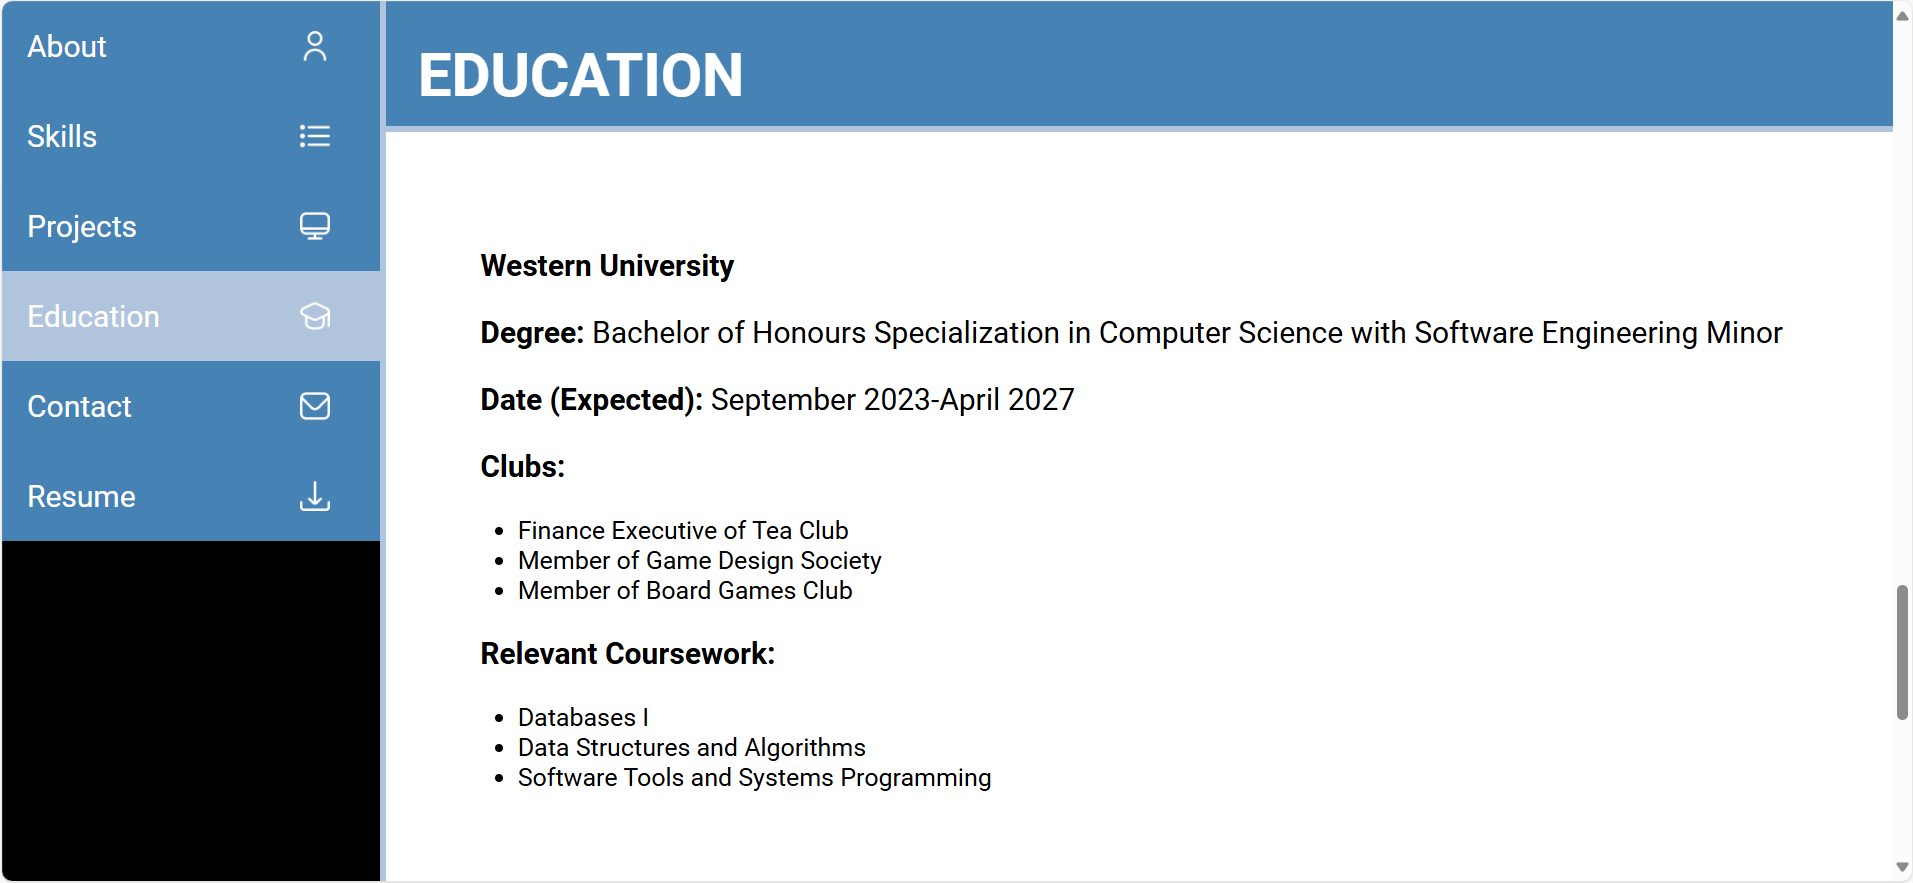 About
Skills
Projects
Education
Contact
Resume
EDUCATION
Western University
Degree: Bachelor of Honours Specialization in Computer Science with Software Engineering Minor
Date (Expected): September 2023-April 2027
Clubs:
• Finance Executive of Tea Club
• Member of Game Design Society
• Member of Board Games Club
Relevant Coursework:
• Databases I
• Data Structures and Algorithms
• Software Tools and Systems Programming